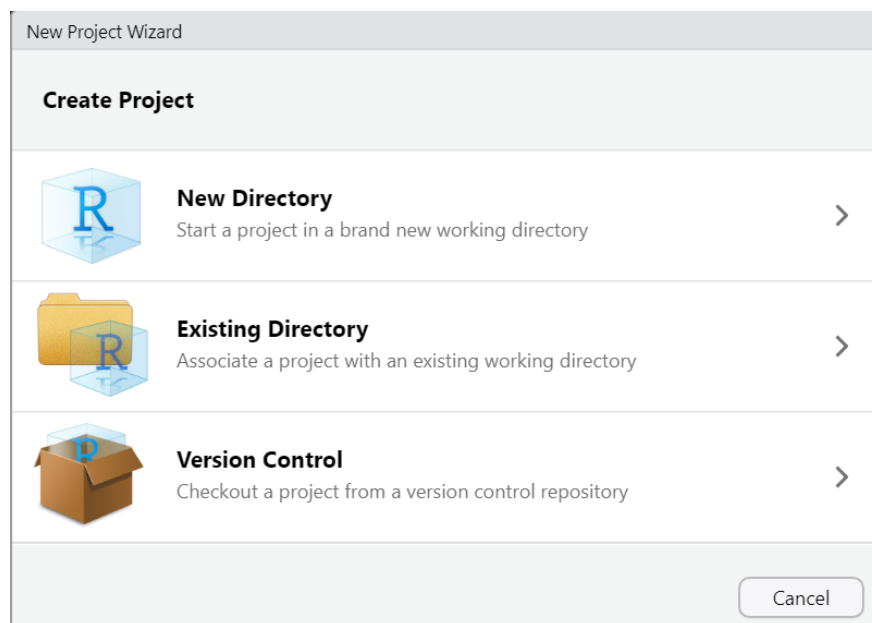 New Project Wizard
Create Project
R
New Directory
Start a project in a brand new working directory
R
Existing Directory
Associate a project with an existing working directory
R
Version Control
Checkout a project from a version control repository
Cancel